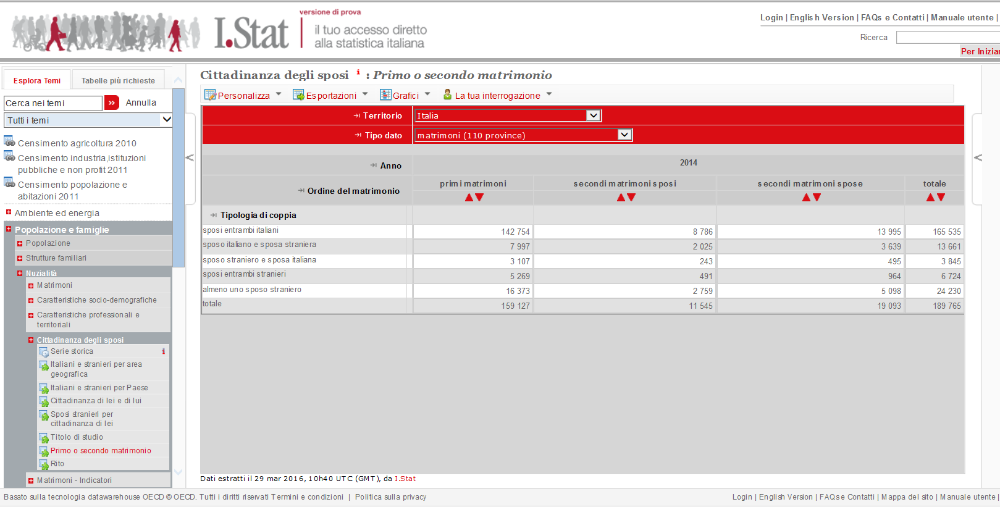 versione di prova
I.Stat
il tuo accesso diretto
alla statistica italiana
Login | English Version | FAQs e Contatti | Manuale utente |
Ricerca
Per Inizia
Esplora Temi
Tabelle più richieste
Cerca nei temi
Annulla
Tutti i temi
Censimento agricoltura 2010
Censimento industria,istituzioni
pubbliche e non profit 2011
Censimento popolazione e
abitazioni 2011
Ambiente ed energia
Popolazione e famiglie
Popolazione
Strutture familiari
Nuzialità
Matrimoni
Caratteristiche socio-demografiche
Caratteristiche professionali e
territoriali
Cittadinanza degli sposi
Serie storica
Italiani e stranieri per area
geografica
Italiani e stranieri per Paese
Cittadinanza di lei e di lui
Sposi stranieri per
cittadinanza di lei
Titolo di studio
Primo o secondo matrimonio
Rito
Matrimoni - Indicatori
Cittadinanza degli sposi i : Primo o secondo matrimonio
Personalizza Esportazioni Grafici La tua interrogazione
Territorio Italia
Tipo dato matrimoni (110 province)
Anno 2014
Ordine del matrimonio primi matrimoni secondi matrimoni sposi secondi matrimoni spose totale
Tipologia di coppia
sposi entrambi italiani 142 754 8 786 13 995 165 535
sposo italiano e sposa straniera 7 997 2 025 3 639 13 661
sposo straniero e sposa italiana 3 107 243 495 3 845
sposi entrambi stranieri 5 269 491 964 6 724
almeno uno sposo straniero 16 373 2 759 5 098 24 230
totale 159 127 11 545 19 093 189 765
Dati estratti il 29 mar 2016, 10h40 UTC (GMT), da I.Stat
Basato sulla tecnologia datawarehouse OECD © OECD. Tutti i diritti riservati Termini e condizioni | Politica sulla privacy
Login | English Version | FAQs e Contatti | Mappa del sito | Manuale utente |